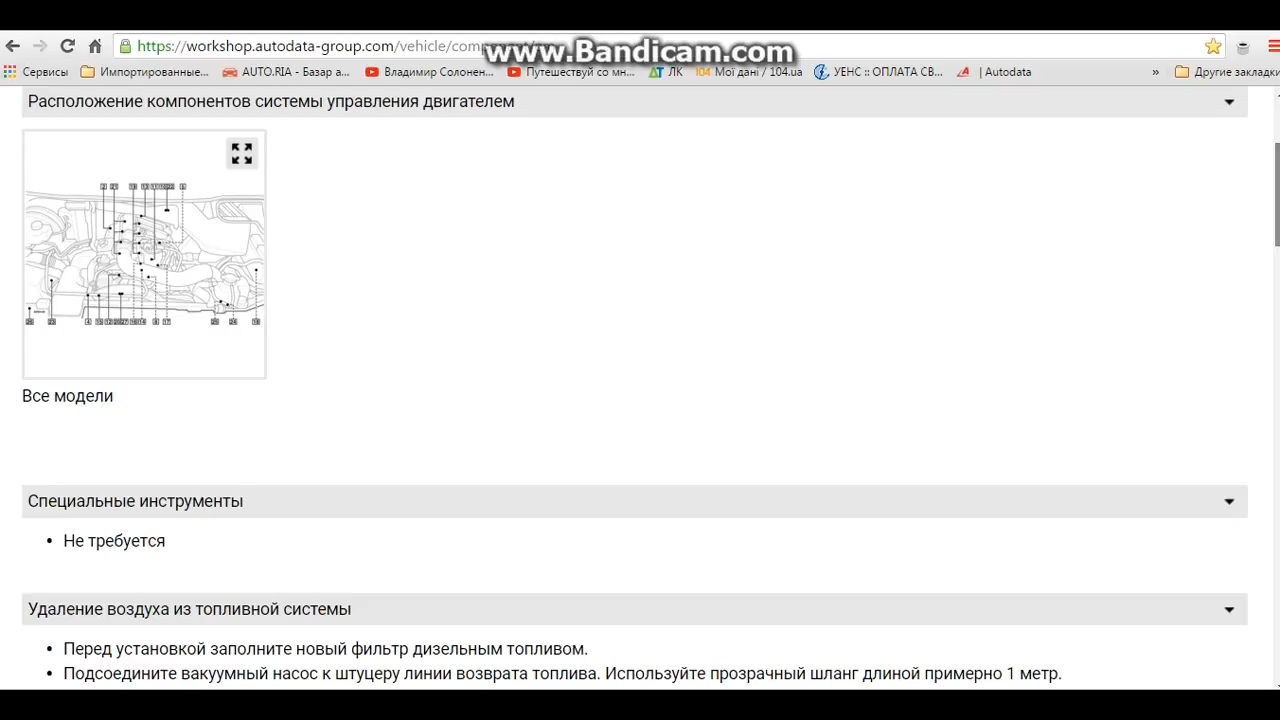 www.Bandicam.com
https://workshop.autodata-group.com/vehicle/com
Сервисы
Импортированные...
AUTO.RIA - Базар а...
Владимир Солонен...
Путешествуй со мн...
ЛК
104 Мої дані / 104.ua
УЕНС :: ОПЛАТА СВ...
| Autodata
»
Другие закладки
Расположение компонентов системы управления двигателем
Все модели
Специальные инструменты
• Не требуется
Удаление воздуха из топливной системы
• Перед установкой заполните новый фильтр дизельным топливом.
• Подсоедините вакуумный насос к штуцеру линии возврата топлива. Используйте прозрачный шланг длиной примерно 1 метр.